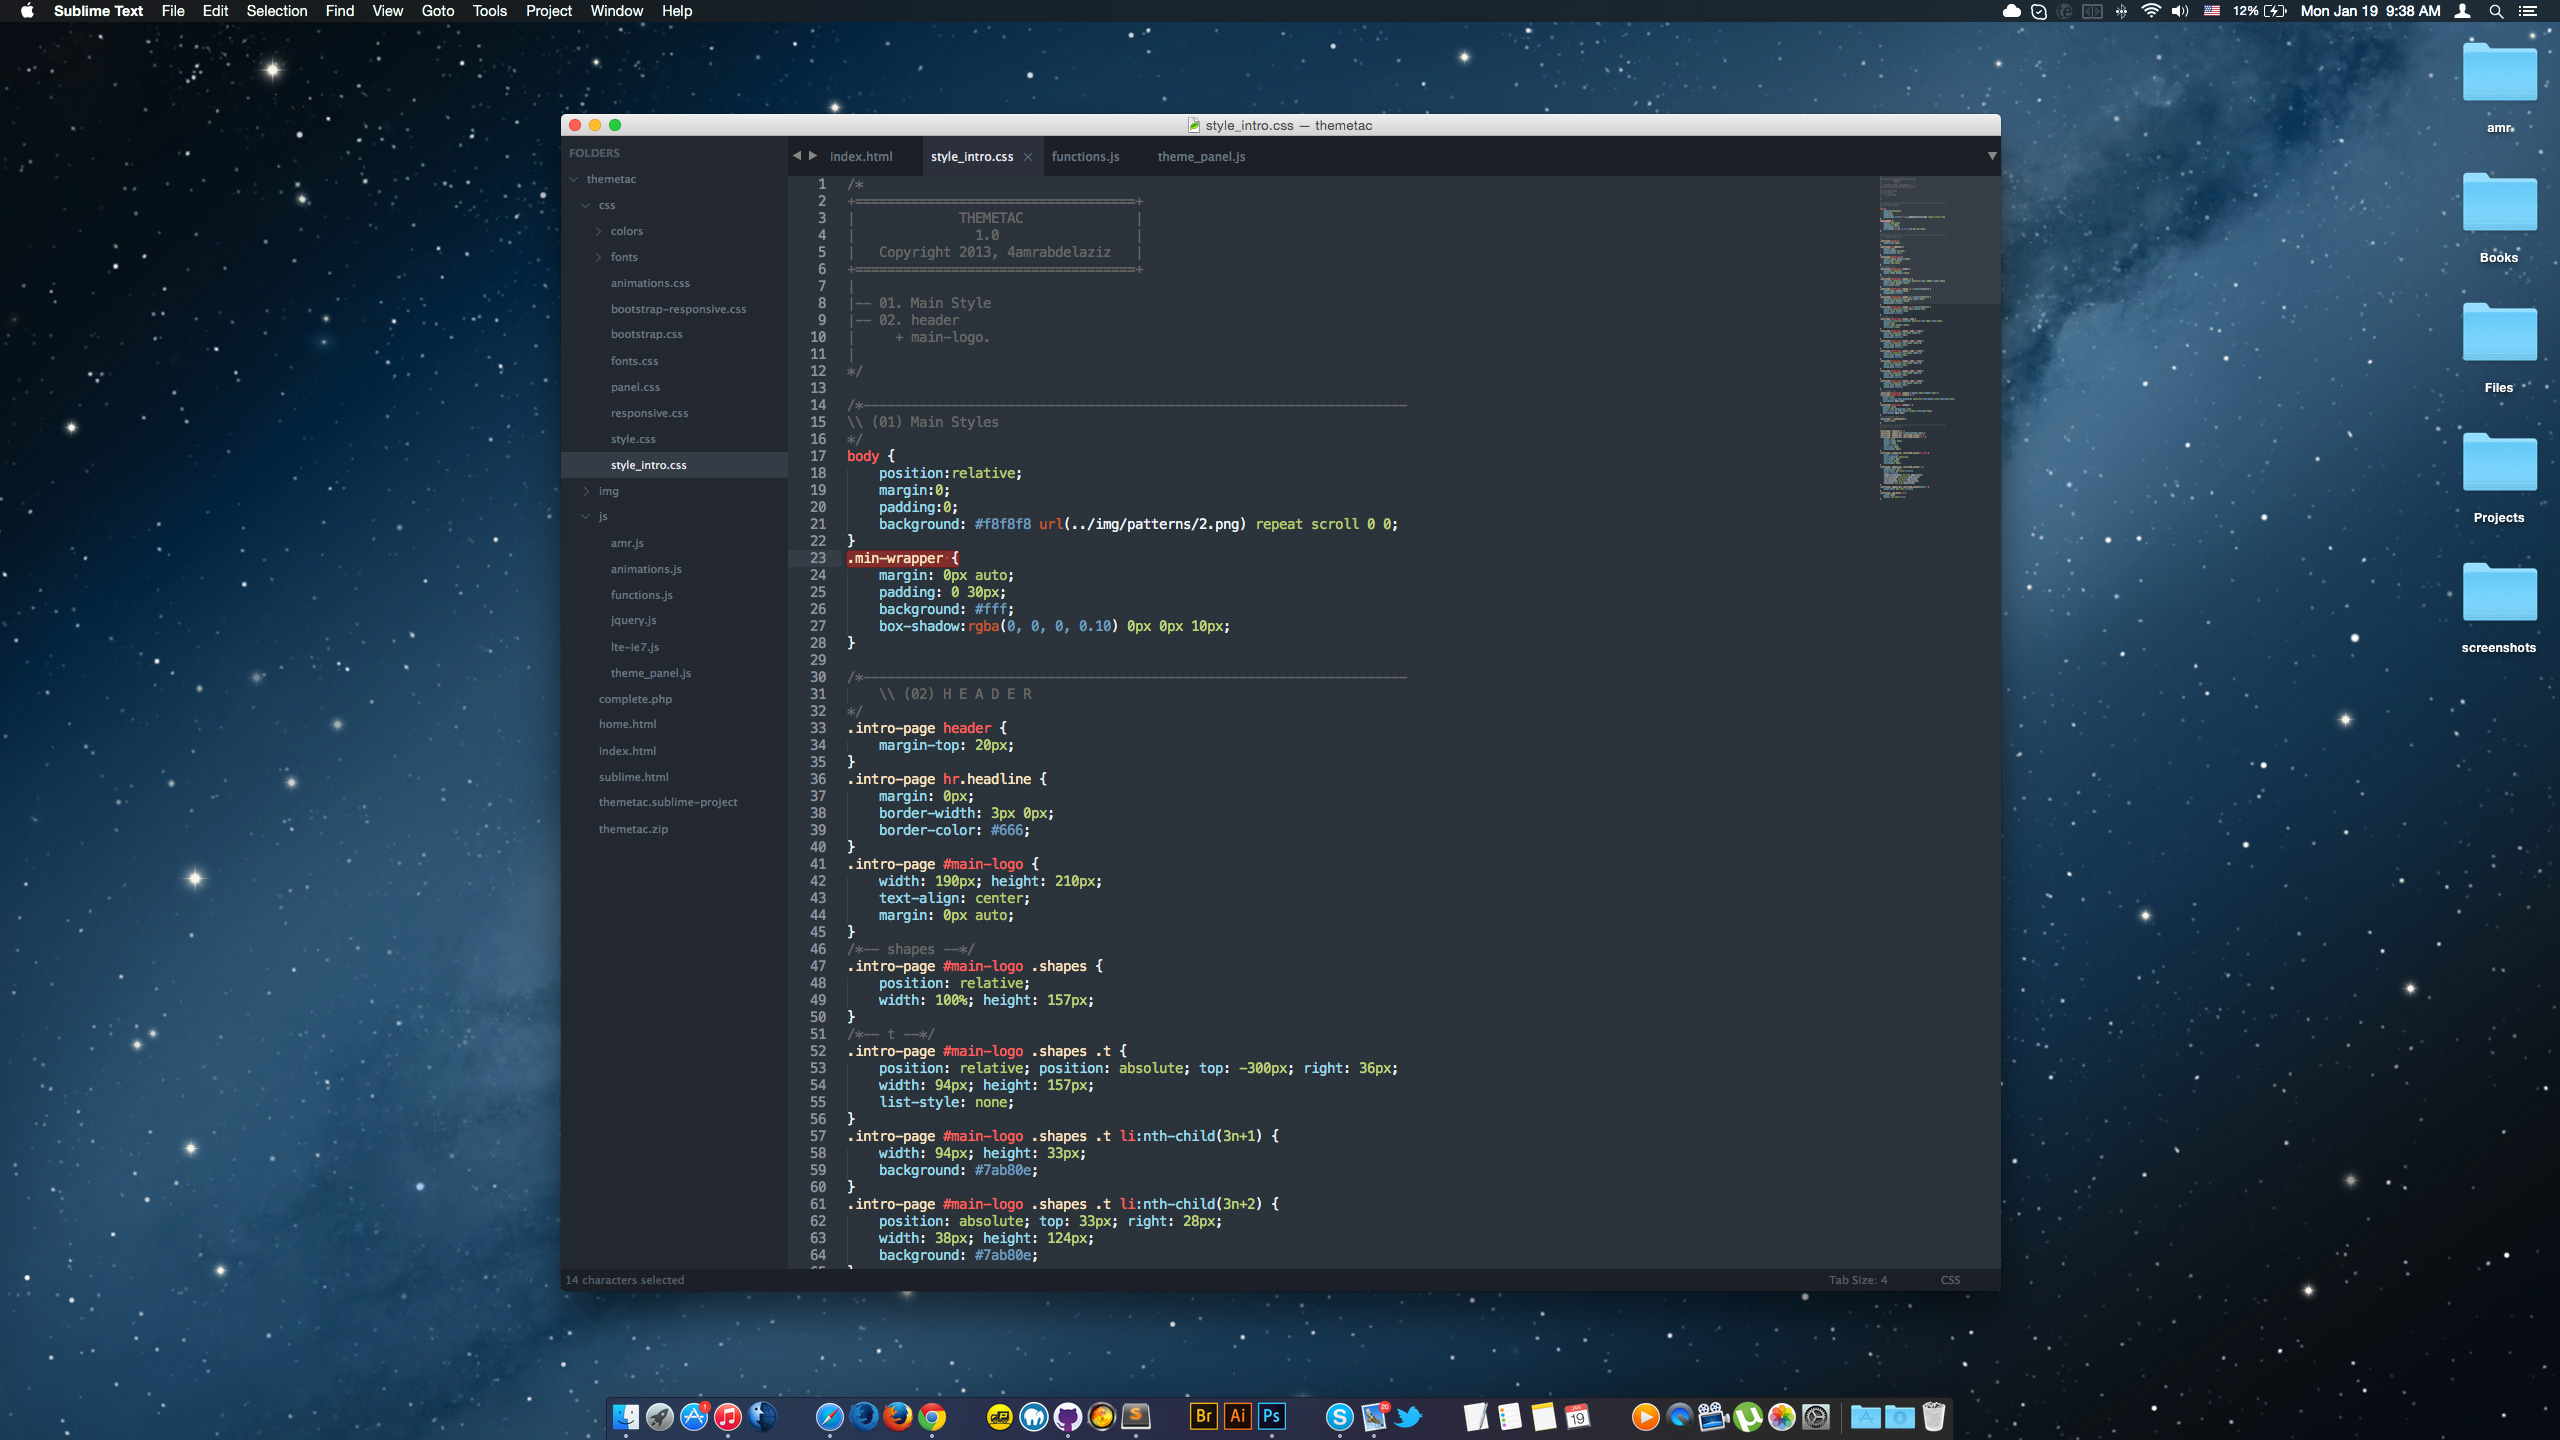 Sublime Text File Edit Selection Find View Goto Tools Project Window Help
12% Mon Jan 19 9:38 AM
amr
Books
Files
Projects
screenshots
style_intro.css — themetac
FOLDERS
themetac
css
colors
fonts
animations.css
bootstrap-responsive.css
bootstrap.css
fonts.css
panel.css
responsive.css
style.css
style_intro.css
img
js
amr.js
animations.js
functions.js
jquery.js
lte-ie7.js
theme_panel.js
complete.php
home.html
index.html
sublime.html
themetac.sublime-project
themetac.zip
index.html style_intro.css functions.js theme_panel.js
1 /*
2 +===================================+
3 | THEMETAC |
4 | 1.0 |
5 | Copyright 2013, 4amrabdelaziz |
6 +===================================+
7 |
8 |-- 01. Main Style
9 |-- 02. header
10 | + main-logo.
11 |
12 */
13
14 /*--------------------------------------------------------------------
15 \\ (01) Main Styles
16 */
17 body {
18 position:relative;
19 margin:0;
20 padding:0;
21 background: #f8f8f8 url(../img/patterns/2.png) repeat scroll 0 0;
22 }
23 .min-wrapper {
24 margin: 0px auto;
25 padding: 0 30px;
26 background: #fff;
27 box-shadow:rgba(0, 0, 0, 0.10) 0px 0px 10px;
28 }
29
30 /*--------------------------------------------------------------------
31 \\ (02) H E A D E R
32 */
33 .intro-page header {
34 margin-top: 20px;
35 }
36 .intro-page hr.headline {
37 margin: 0px;
38 border-width: 3px 0px;
39 border-color: #666;
40 }
41 .intro-page #main-logo {
42 width: 190px; height: 210px;
43 text-align: center;
44 margin: 0px auto;
45 }
46 /*-- shapes --*/
47 .intro-page #main-logo .shapes {
48 position: relative;
49 width: 100%; height: 157px;
50 }
51 /*-- t --*/
52 .intro-page #main-logo .shapes .t {
53 position: relative; position: absolute; top: -300px; right: 36px;
54 width: 94px; height: 157px;
55 list-style: none;
56 }
57 .intro-page #main-logo .shapes .t li:nth-child(3n+1) {
58 width: 94px; height: 33px;
59 background: #7ab80e;
60 }
61 .intro-page #main-logo .shapes .t li:nth-child(3n+2) {
62 position: absolute; top: 33px; right: 28px;
63 width: 38px; height: 124px;
64 background: #7ab80e;
14 characters selected Tab Size: 4 CSS
1 Br Ai Ps S 20 JAN 19